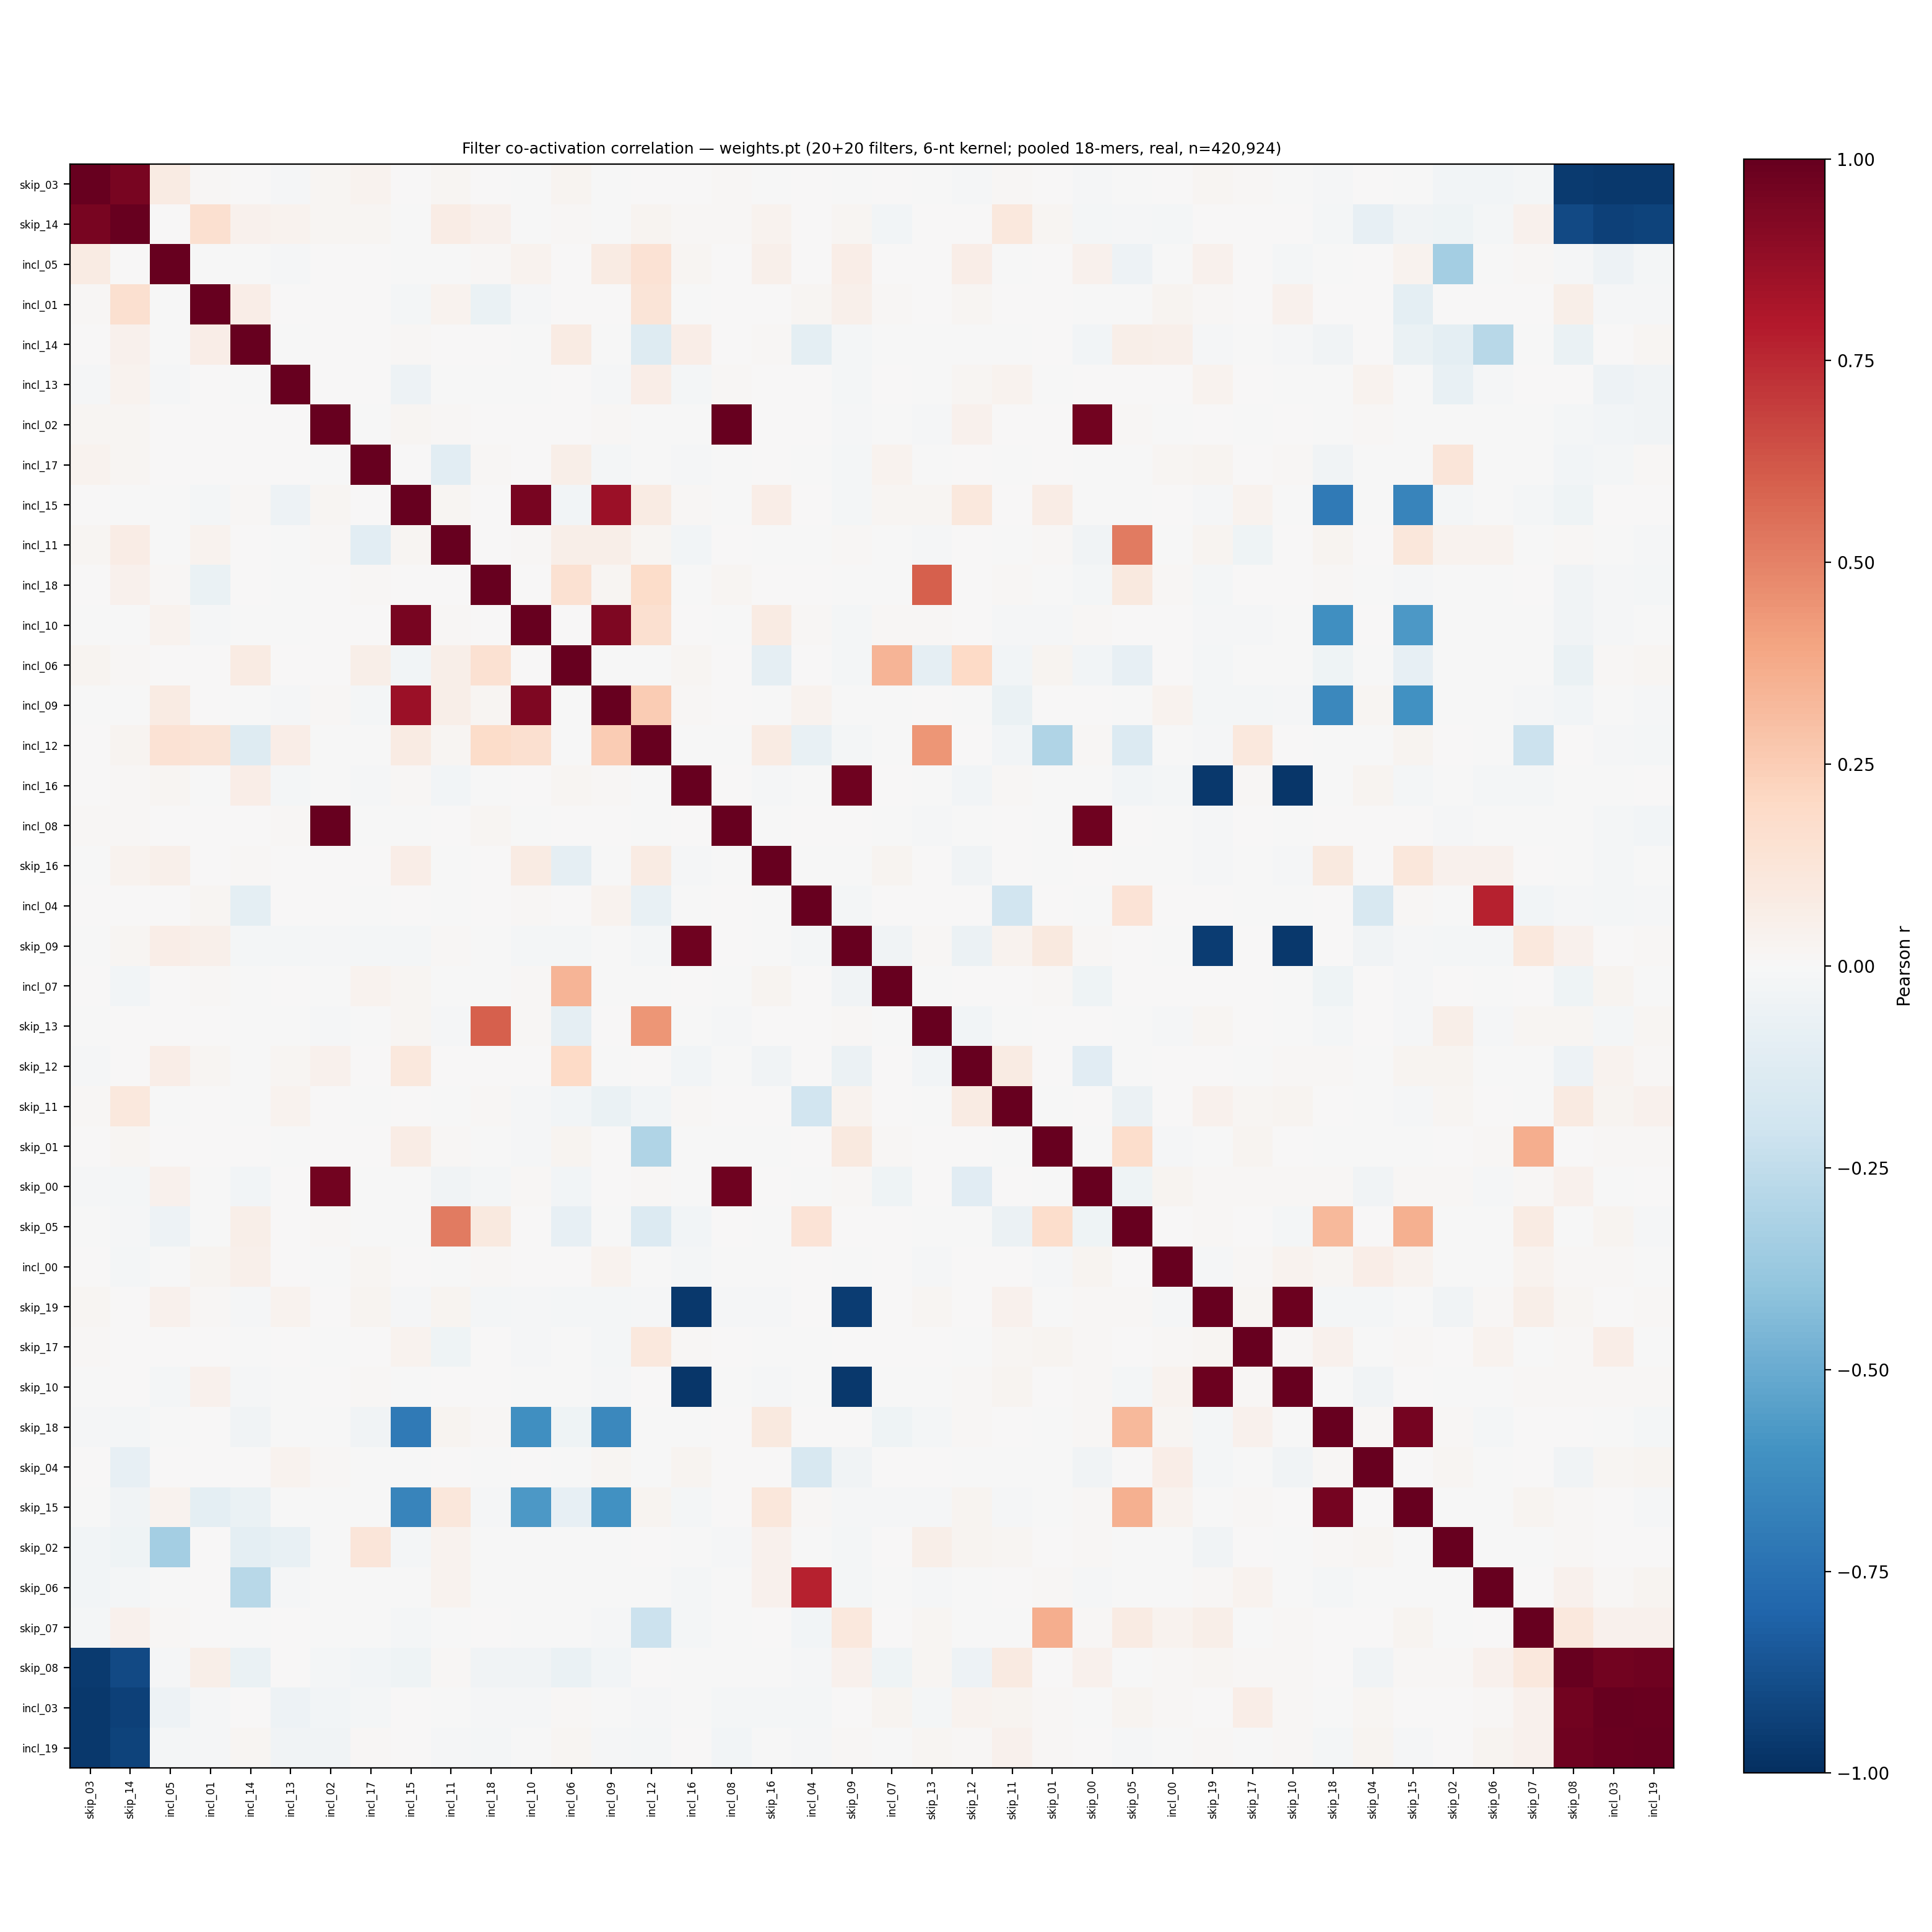 Filter co-activation correlation — weights.pt (20+20 filters, 6-nt kernel; pooled 18-mers, real, n=420,924)
skip_03
skip_14
incl_05
incl_01
incl_14
incl_13
incl_02
incl_17
incl_15
incl_11
incl_18
incl_10
incl_06
incl_09
incl_12
incl_16
incl_08
skip_16
incl_04
skip_09
incl_07
skip_13
skip_12
skip_11
skip_01
skip_00
skip_05
incl_00
skip_19
skip_17
skip_10
skip_18
skip_04
skip_15
skip_02
skip_06
skip_07
skip_08
incl_03
incl_19
skip_03
skip_14
incl_05
incl_01
incl_14
incl_13
incl_02
incl_17
incl_15
incl_11
incl_18
incl_10
incl_06
incl_09
incl_12
incl_16
incl_08
skip_16
incl_04
skip_09
incl_07
skip_13
skip_12
skip_11
skip_01
skip_00
skip_05
incl_00
skip_19
skip_17
skip_10
skip_18
skip_04
skip_15
skip_02
skip_06
skip_07
skip_08
incl_03
incl_19
1.00
0.75
0.50
0.25
0.00
−0.25
−0.50
−0.75
−1.00
Pearson r